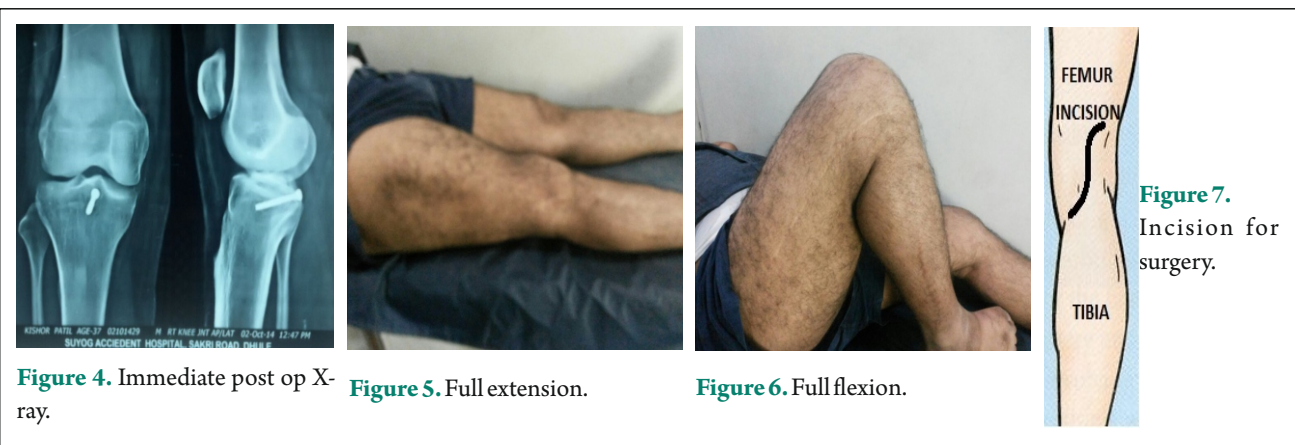 KISHOR PATIL AGE-37 02101429 M RT KNEE JNT AP/LAT 02-Oct-14 12:47 PM
SUYOG ACCIEDENT HOSPITAL, SAKRI ROAD, DHULE
Figure 4. Immediate post op X-
ray.
Figure 5. Full extension.
Figure 6. Full flexion.
FEMUR
INCISION
TIBIA
Figure 7.
Incision for
surgery.